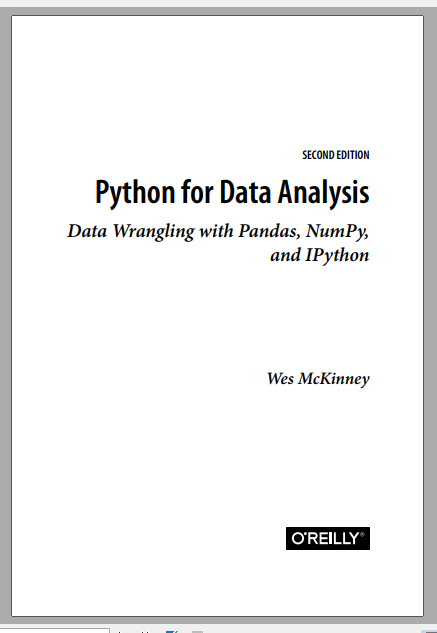 SECOND EDITION
Python for Data Analysis
Data Wrangling with Pandas, NumPy,
and IPython
Wes McKinney
O'REILLY®